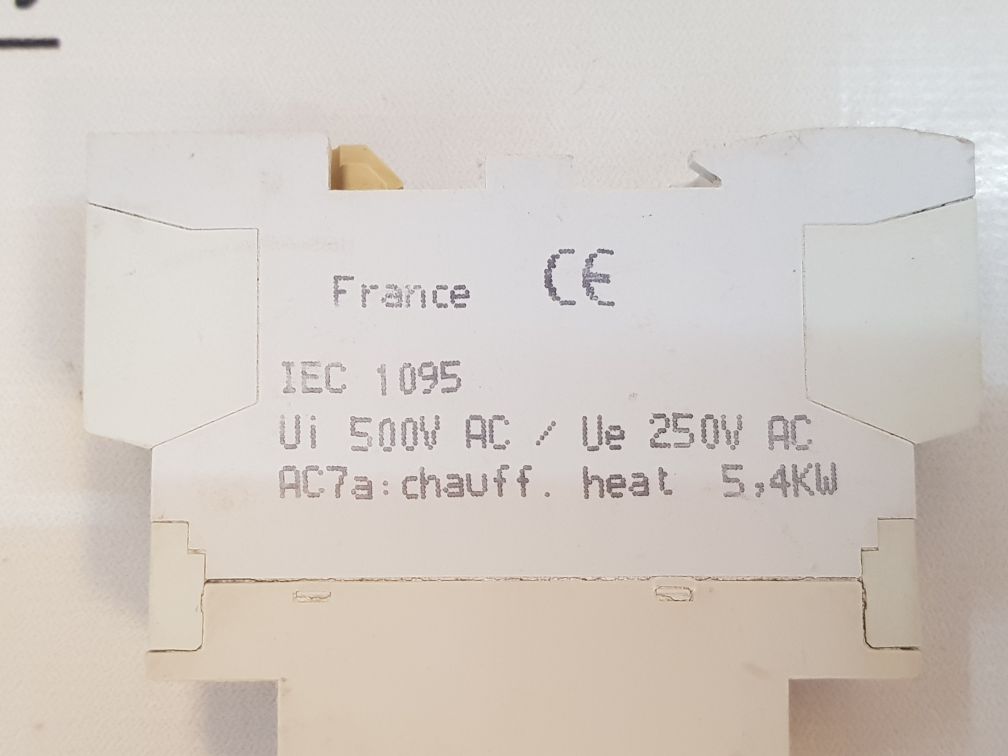 France CE
IEC 1095
Ui 500V AC / Ue 250V AC
AC7a:chauff. heat 5,4KW